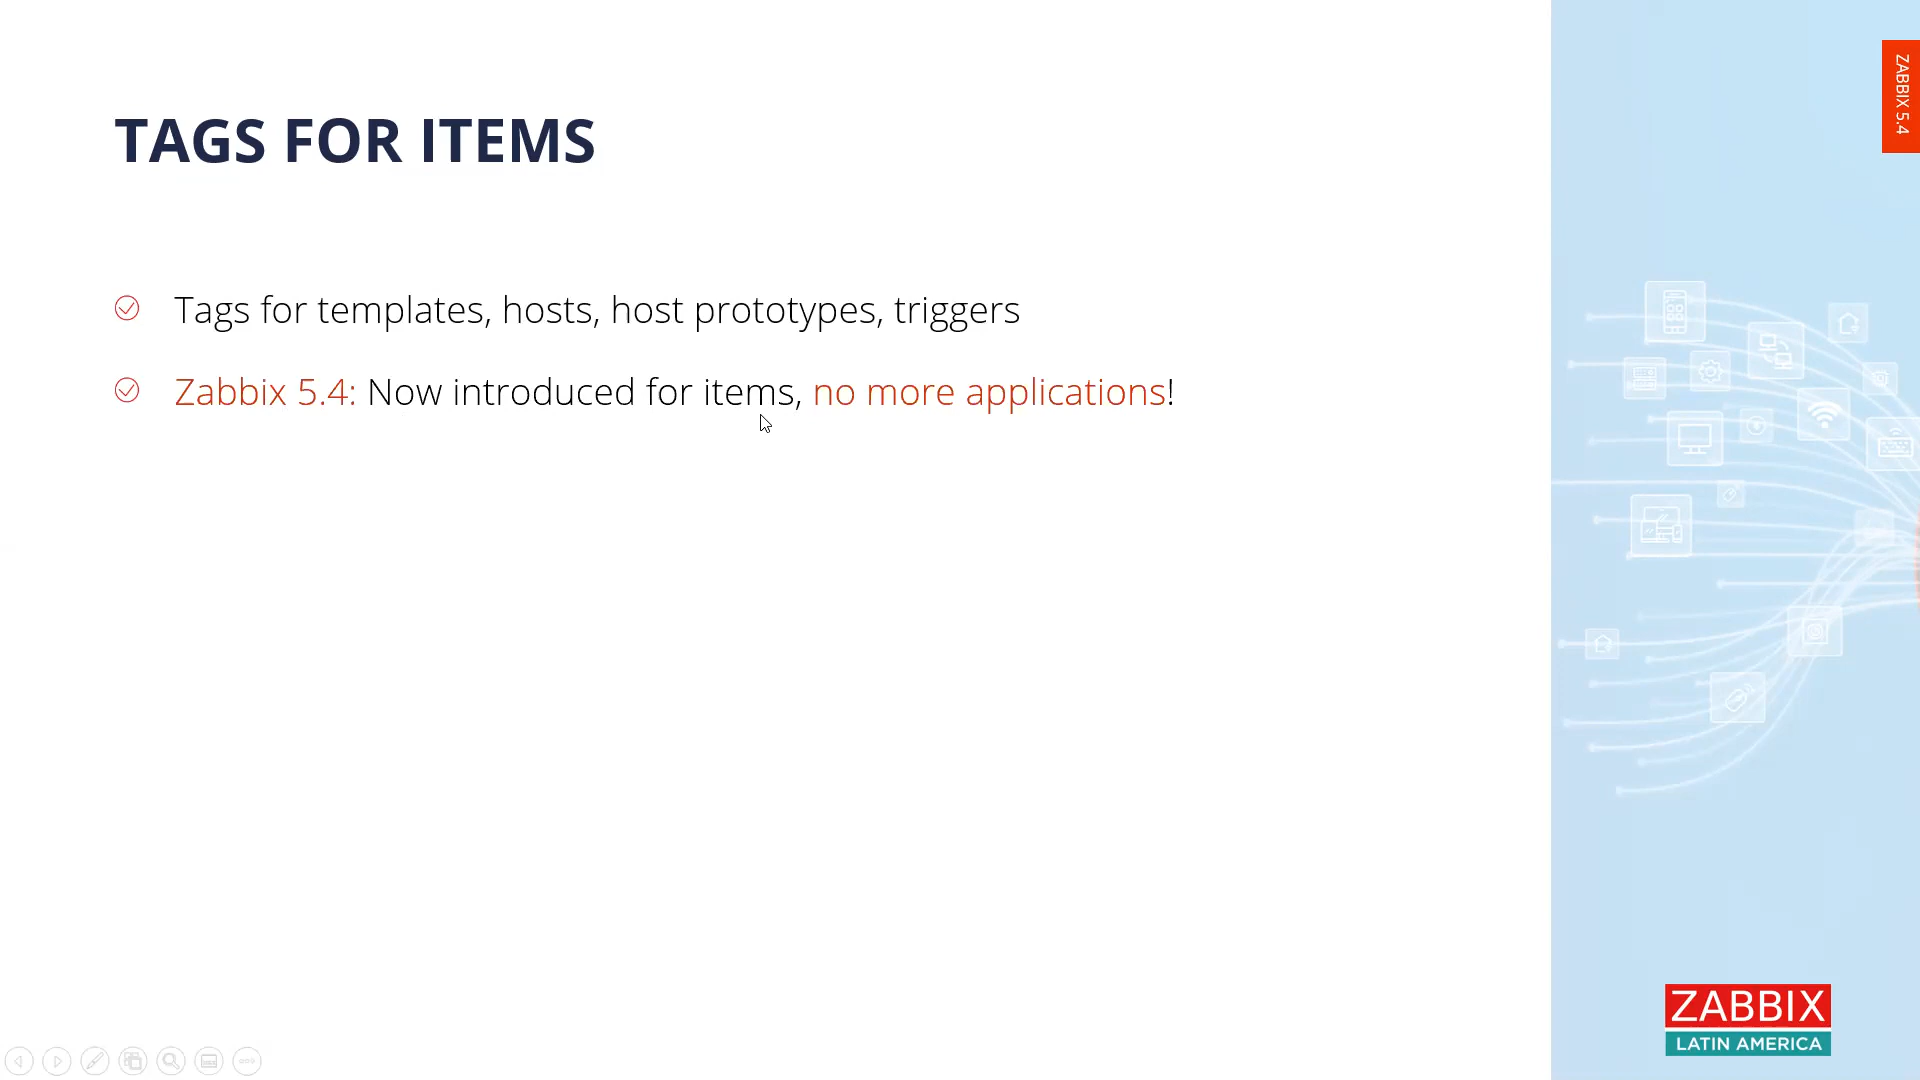 ZABBIX 5.4
TAGS FOR ITEMS
Tags for templates, hosts, host prototypes, triggers
Zabbix 5.4: Now introduced for items, no more applications!
ZABBIX
LATIN AMERICA